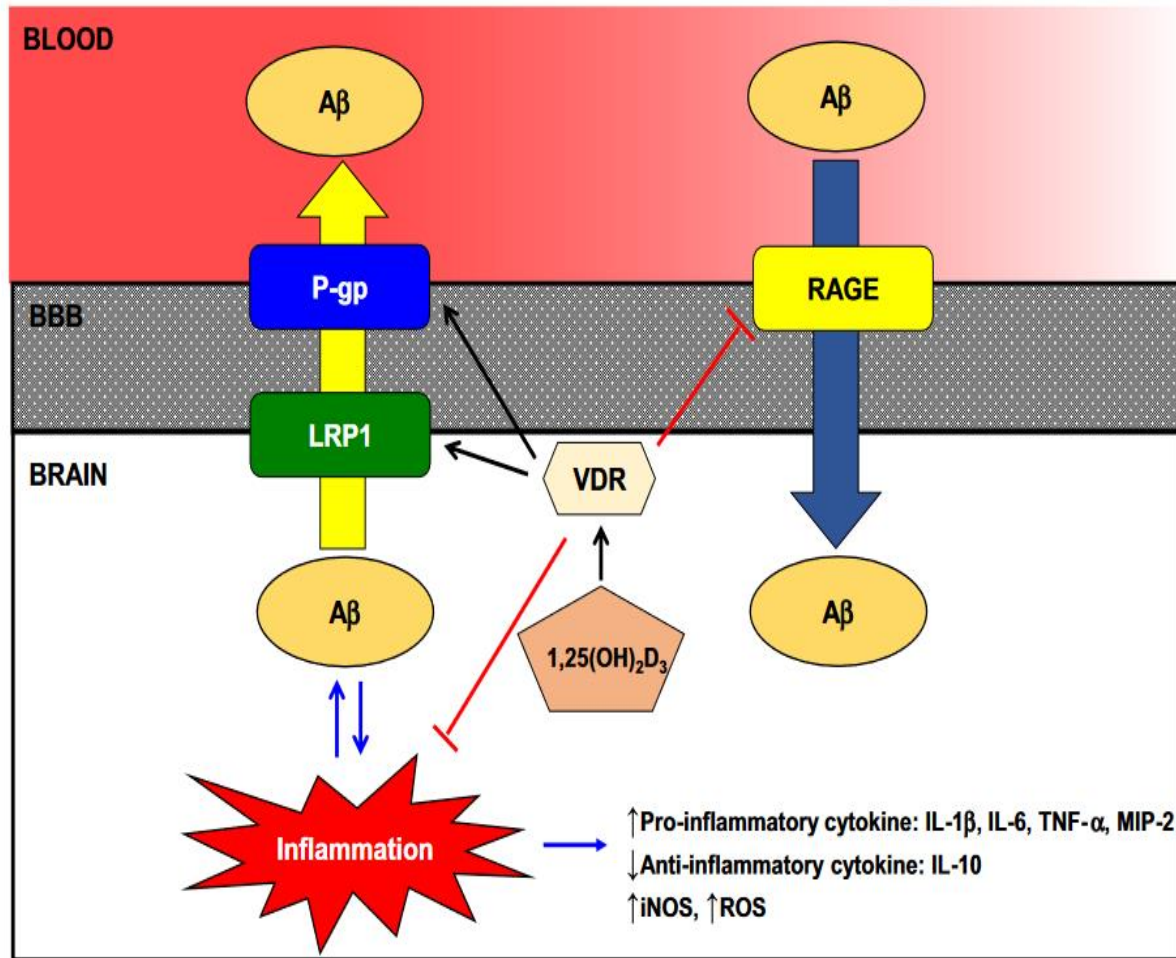 BLOOD
Aβ
Aβ
P-gp
RAGE
BBB
LRP1
BRAIN
VDR
Aβ
Aβ
1,25(OH)₂D₃
Inflammation
↑Pro-inflammatory cytokine: IL-1β, IL-6, TNF-α, MIP-2
↓Anti-inflammatory cytokine: IL-10
↑iNOS, ↑ROS